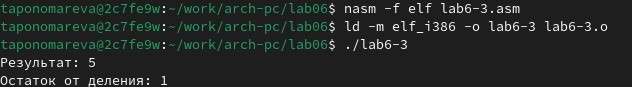 taponomareva@2c7fe9w:~/work/arch-pc/lab06$ nasm -f elf lab6-3.asm
taponomareva@2c7fe9w:~/work/arch-pc/lab06$ ld -m elf_i386 -o lab6-3 lab6-3.o
taponomareva@2c7fe9w:~/work/arch-pc/lab06$ ./lab6-3
Результат: 5
Остаток от деления: 1